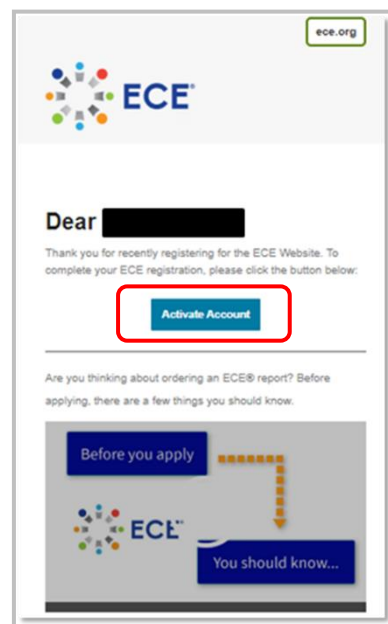 ece.org
ECE®
Dear
Thank you for recently registering for the ECE Website. To
complete your ECE registration, please click the button below:
Activate Account
Are you thinking about ordering an ECE® report? Before
applying, there are a few things you should know.
Before you apply
ECE
You should know...